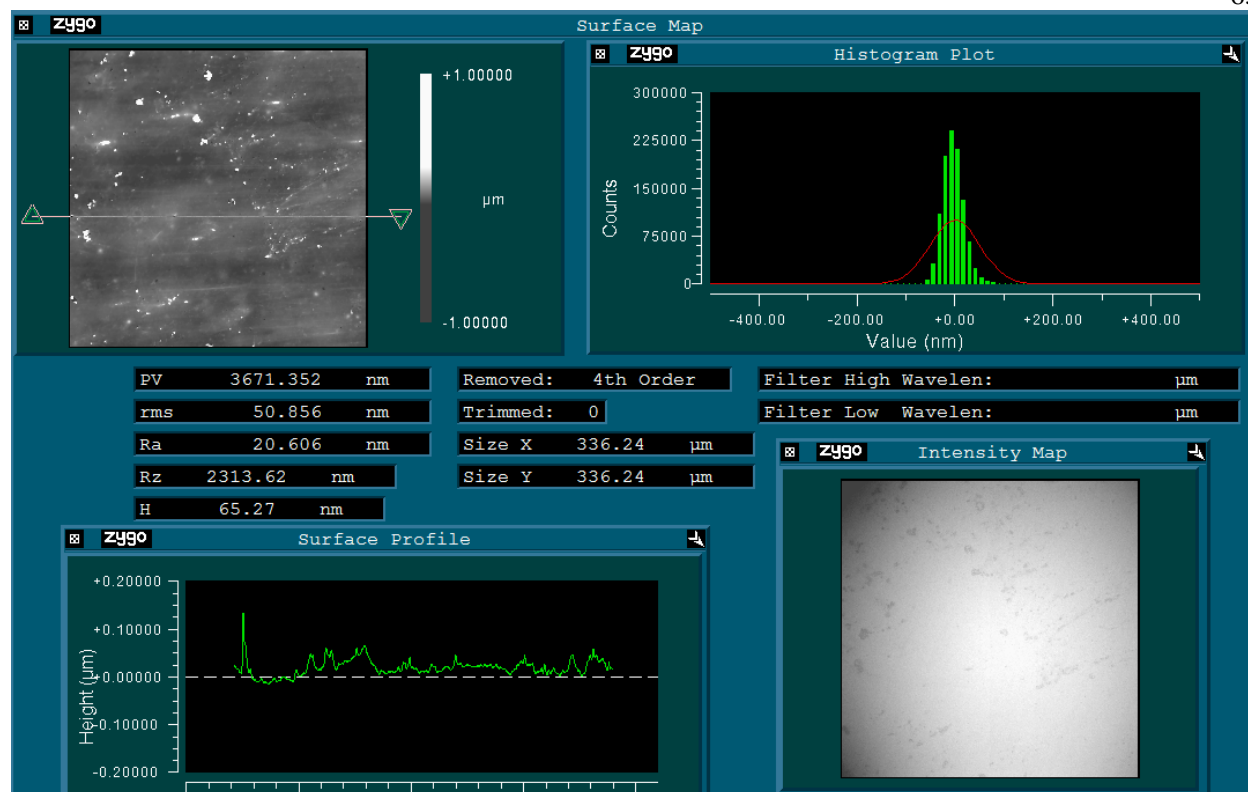 zygo Surface Map
+1.00000
µm
-1.00000
zygo Histogram Plot
300000
225000
150000
75000
0
Counts
-400.00 -200.00 +0.00 +200.00 +400.00
Value (nm)
PV 3671.352 nm
rms 50.856 nm
Ra 20.606 nm
Rz 2313.62 nm
H 65.27 nm
Removed: 4th Order
Trimmed: 0
Size X 336.24 µm
Size Y 336.24 µm
Filter High Wavelen: µm
Filter Low Wavelen: µm
zygo Surface Profile
+0.20000
+0.10000
+0.00000
-0.10000
-0.20000
Height (µm)
zygo Intensity Map